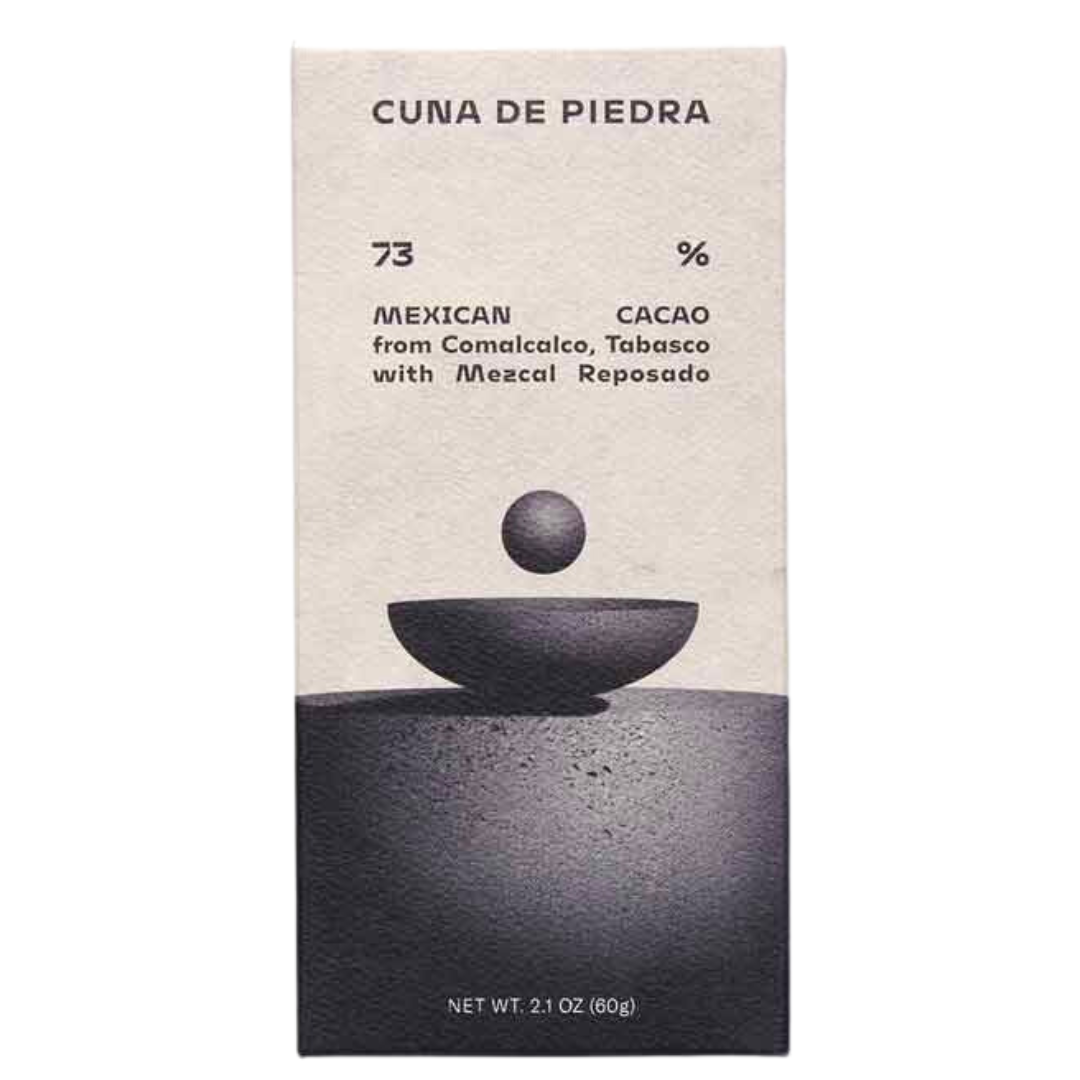 CUNA DE PIEDRA
73 %
MEXICAN CACAO
from Comalcalco, Tabasco
with Mezcal Reposado
NET WT. 2.1 OZ (60g)